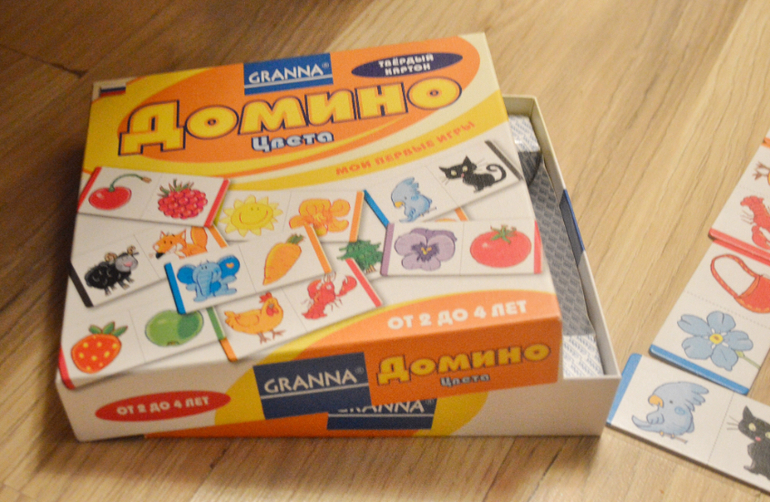 GRANNA®
ТВЁРДЫЙ
КАРТОН
ДОМИНО
Цвета
МОИ ПЕРВЫЕ ИГРЫ
ОТ 2 ДО 4 ЛЕТ
ОТ 2 ДО 4 ЛЕТ
GRANNA®
ДОМИНО
Цвета
GRANNA®